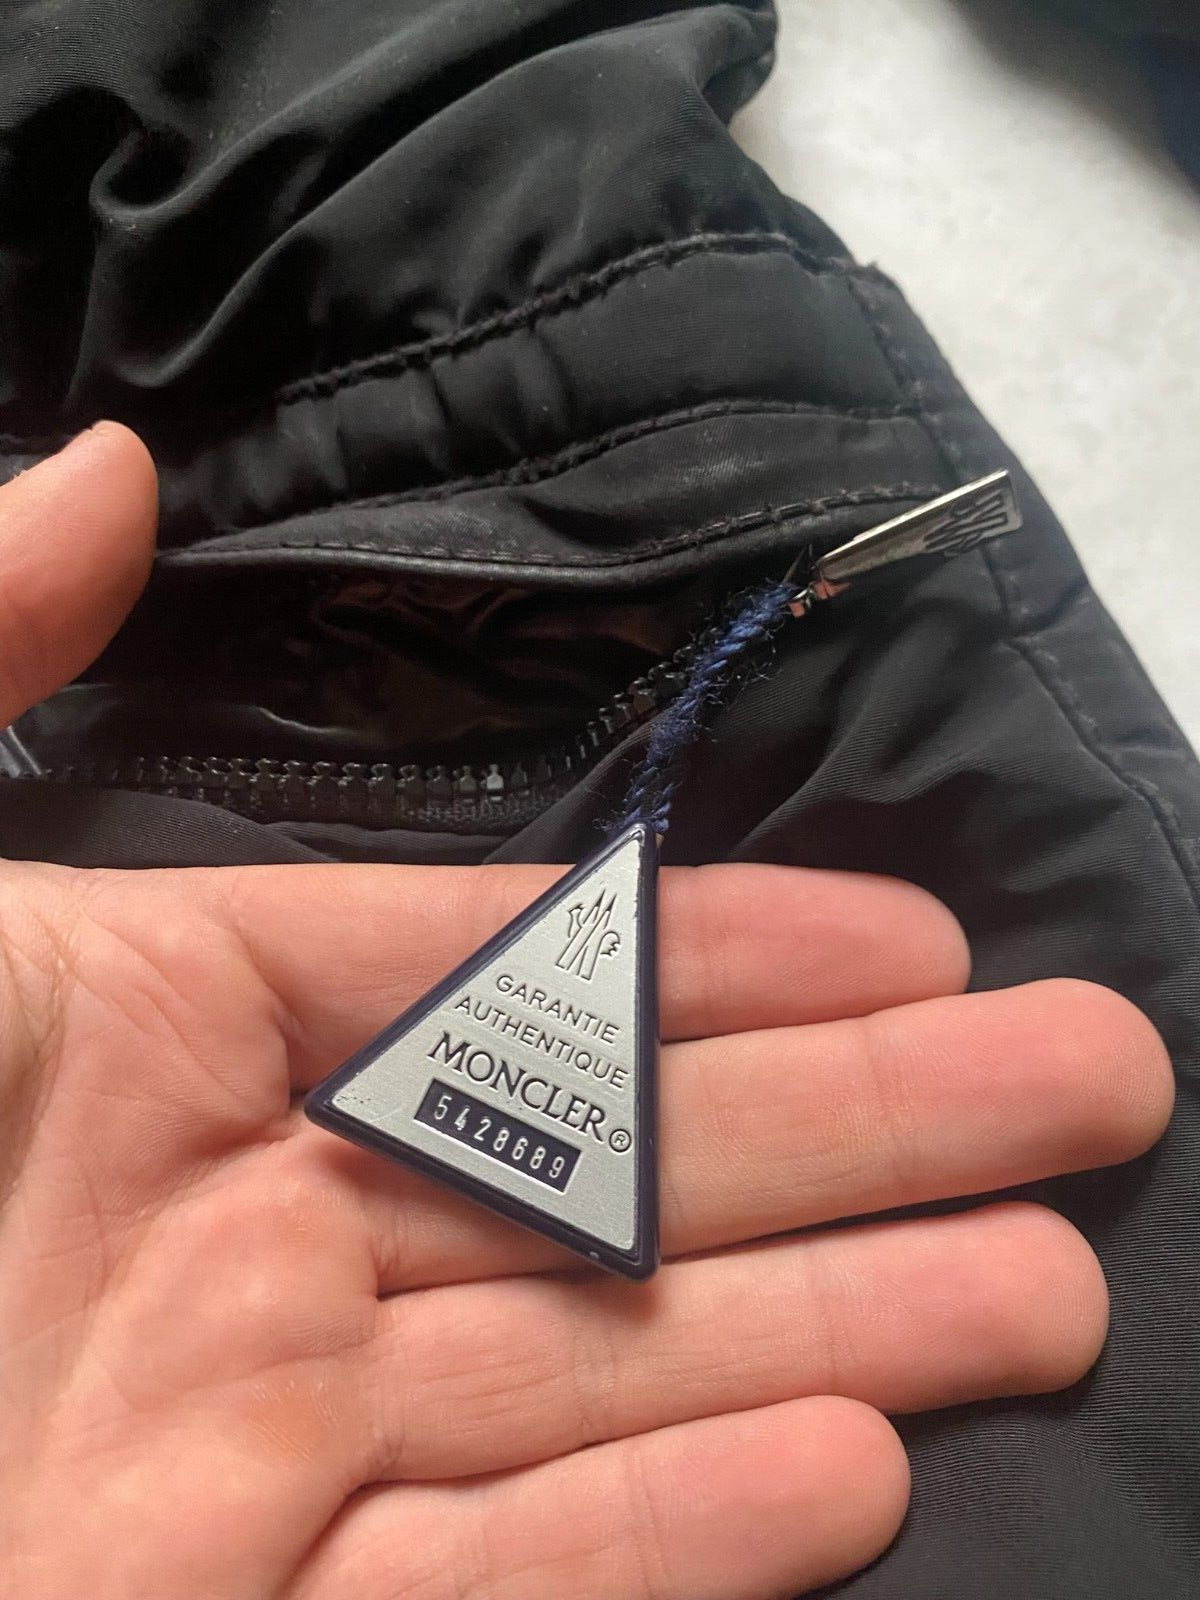 GARANTIE
AUTHENTIQUE
MONCLER®
5428689